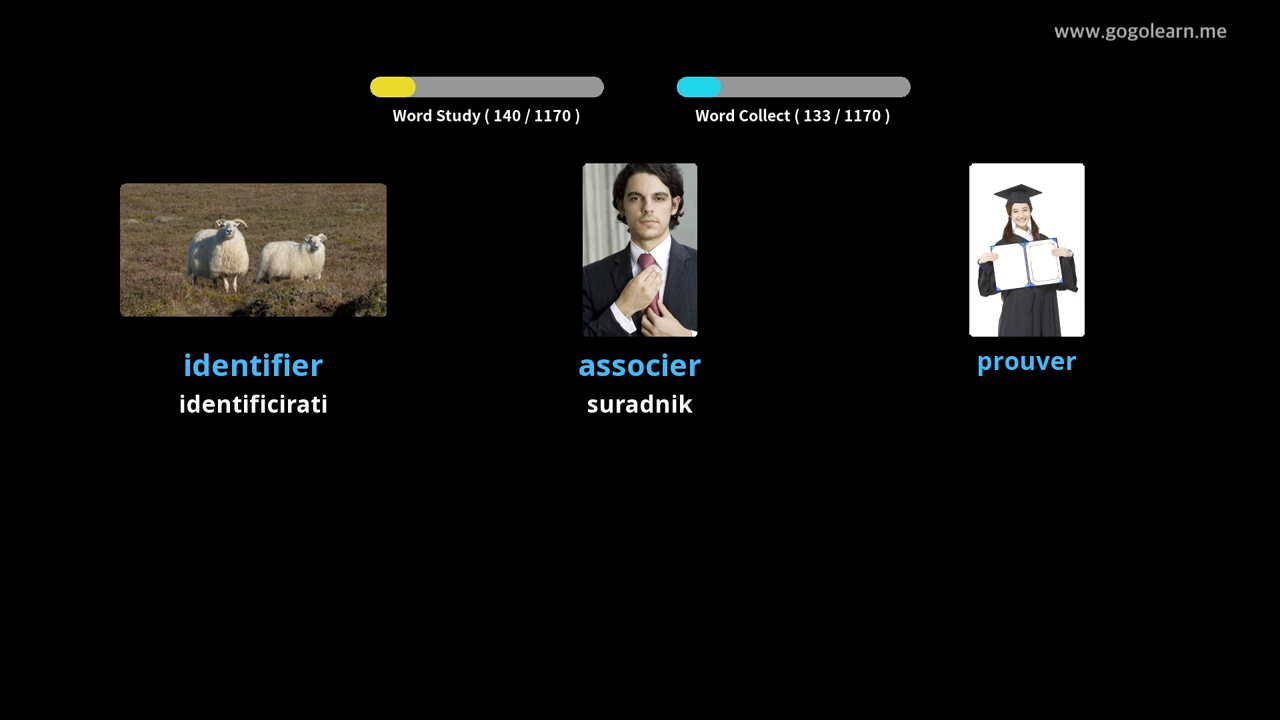 www.gogolearn.me
Word Study ( 140 / 1170 )
Word Collect ( 133 / 1170 )
identifier
identificirati
associer
suradnik
prouver